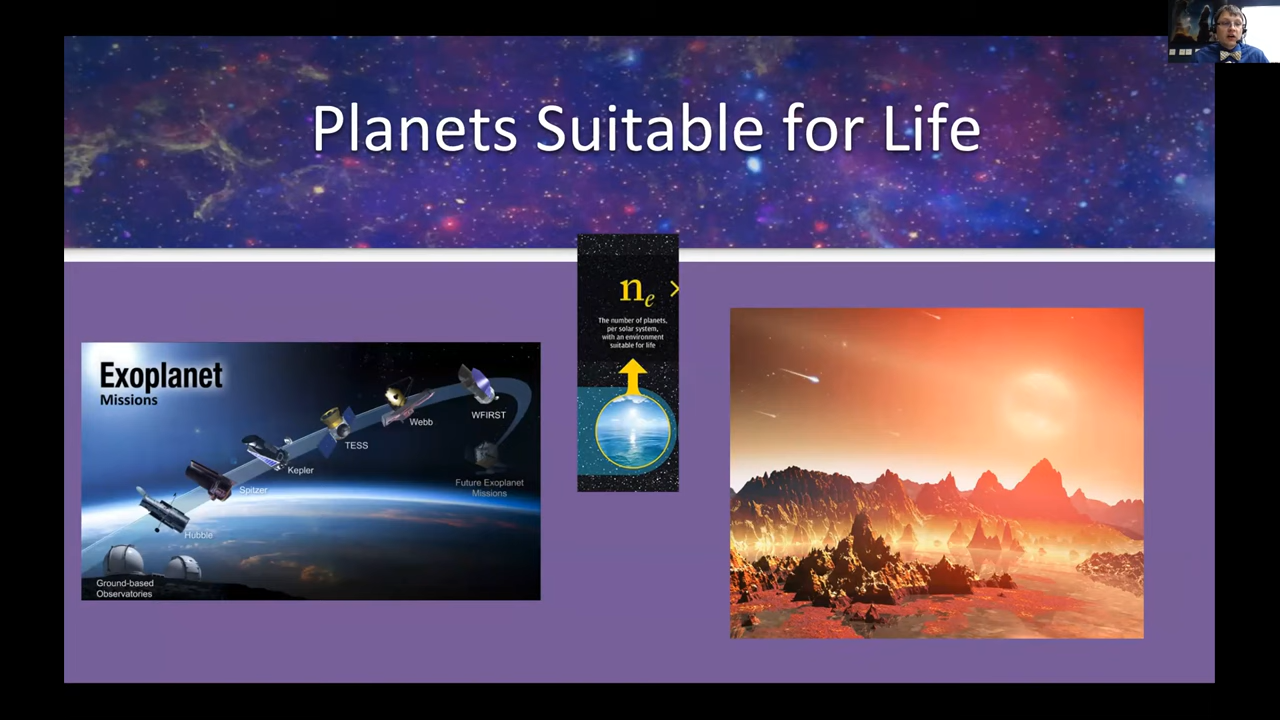 Planets Suitable for Life
Exoplanet
Missions
WFIRST
Webb
TESS
Kepler
Spitzer
Hubble
Future Exoplanet
Missions
Ground-based
Observatories
ne
The number of planets,
per solar system,
with an environment
suitable for life